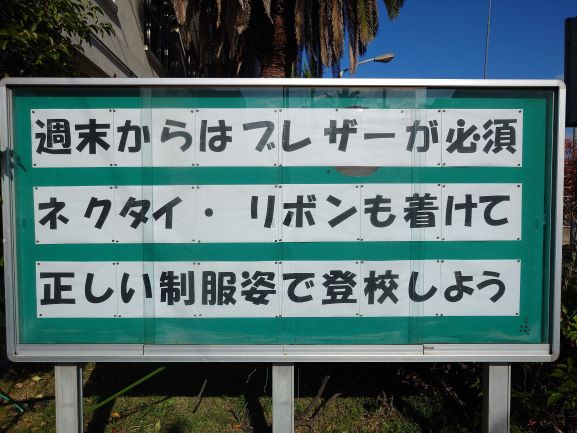 週末からはブレザーが必須
ネクタイ・リボンも着けて
正しい制服姿で登校しよう